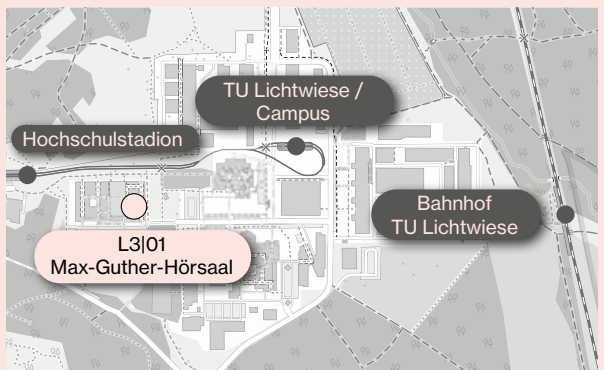 TU Lichtwiese /
Campus
Hochschulstadion
Bahnhof
TU Lichtwiese
L3|01
Max-Guther-Hörsaal